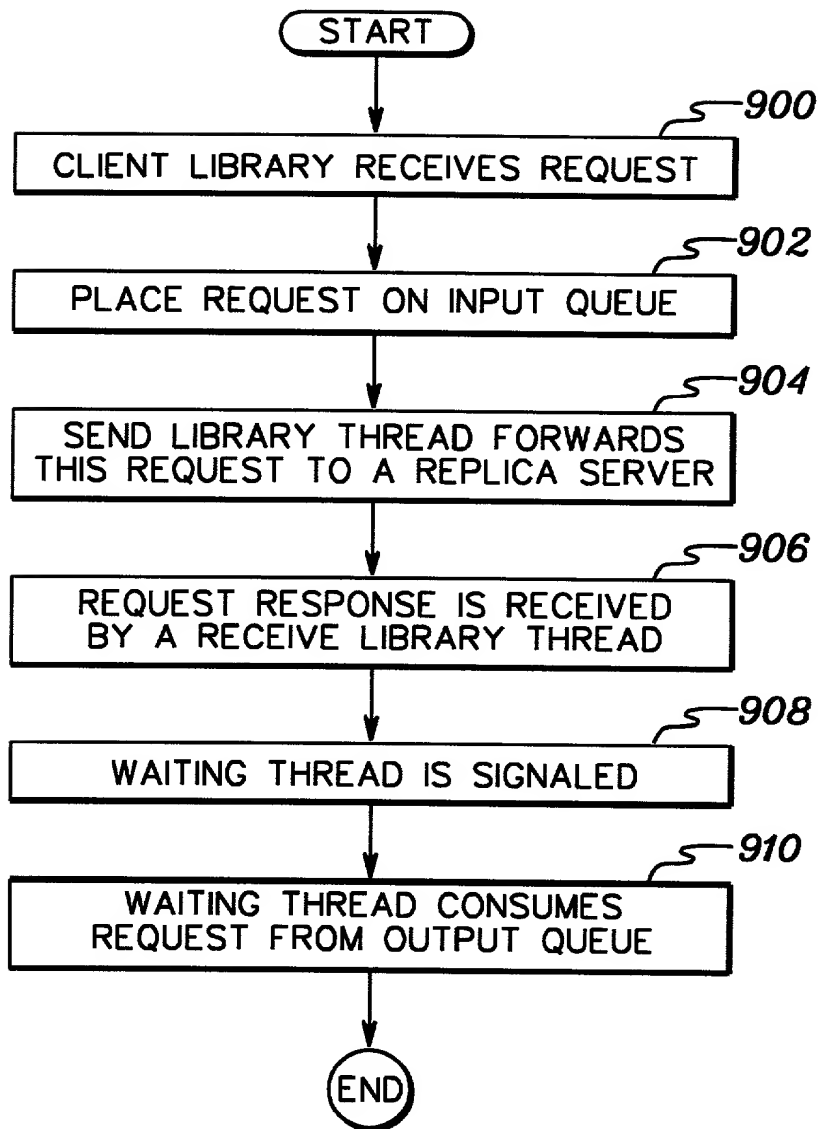 START
900
CLIENT LIBRARY RECEIVES REQUEST
902
PLACE REQUEST ON INPUT QUEUE
904
SEND LIBRARY THREAD FORWARDS
THIS REQUEST TO A REPLICA SERVER
906
REQUEST RESPONSE IS RECEIVED
BY A RECEIVE LIBRARY THREAD
908
WAITING THREAD IS SIGNALED
910
WAITING THREAD CONSUMES
REQUEST FROM OUTPUT QUEUE
END